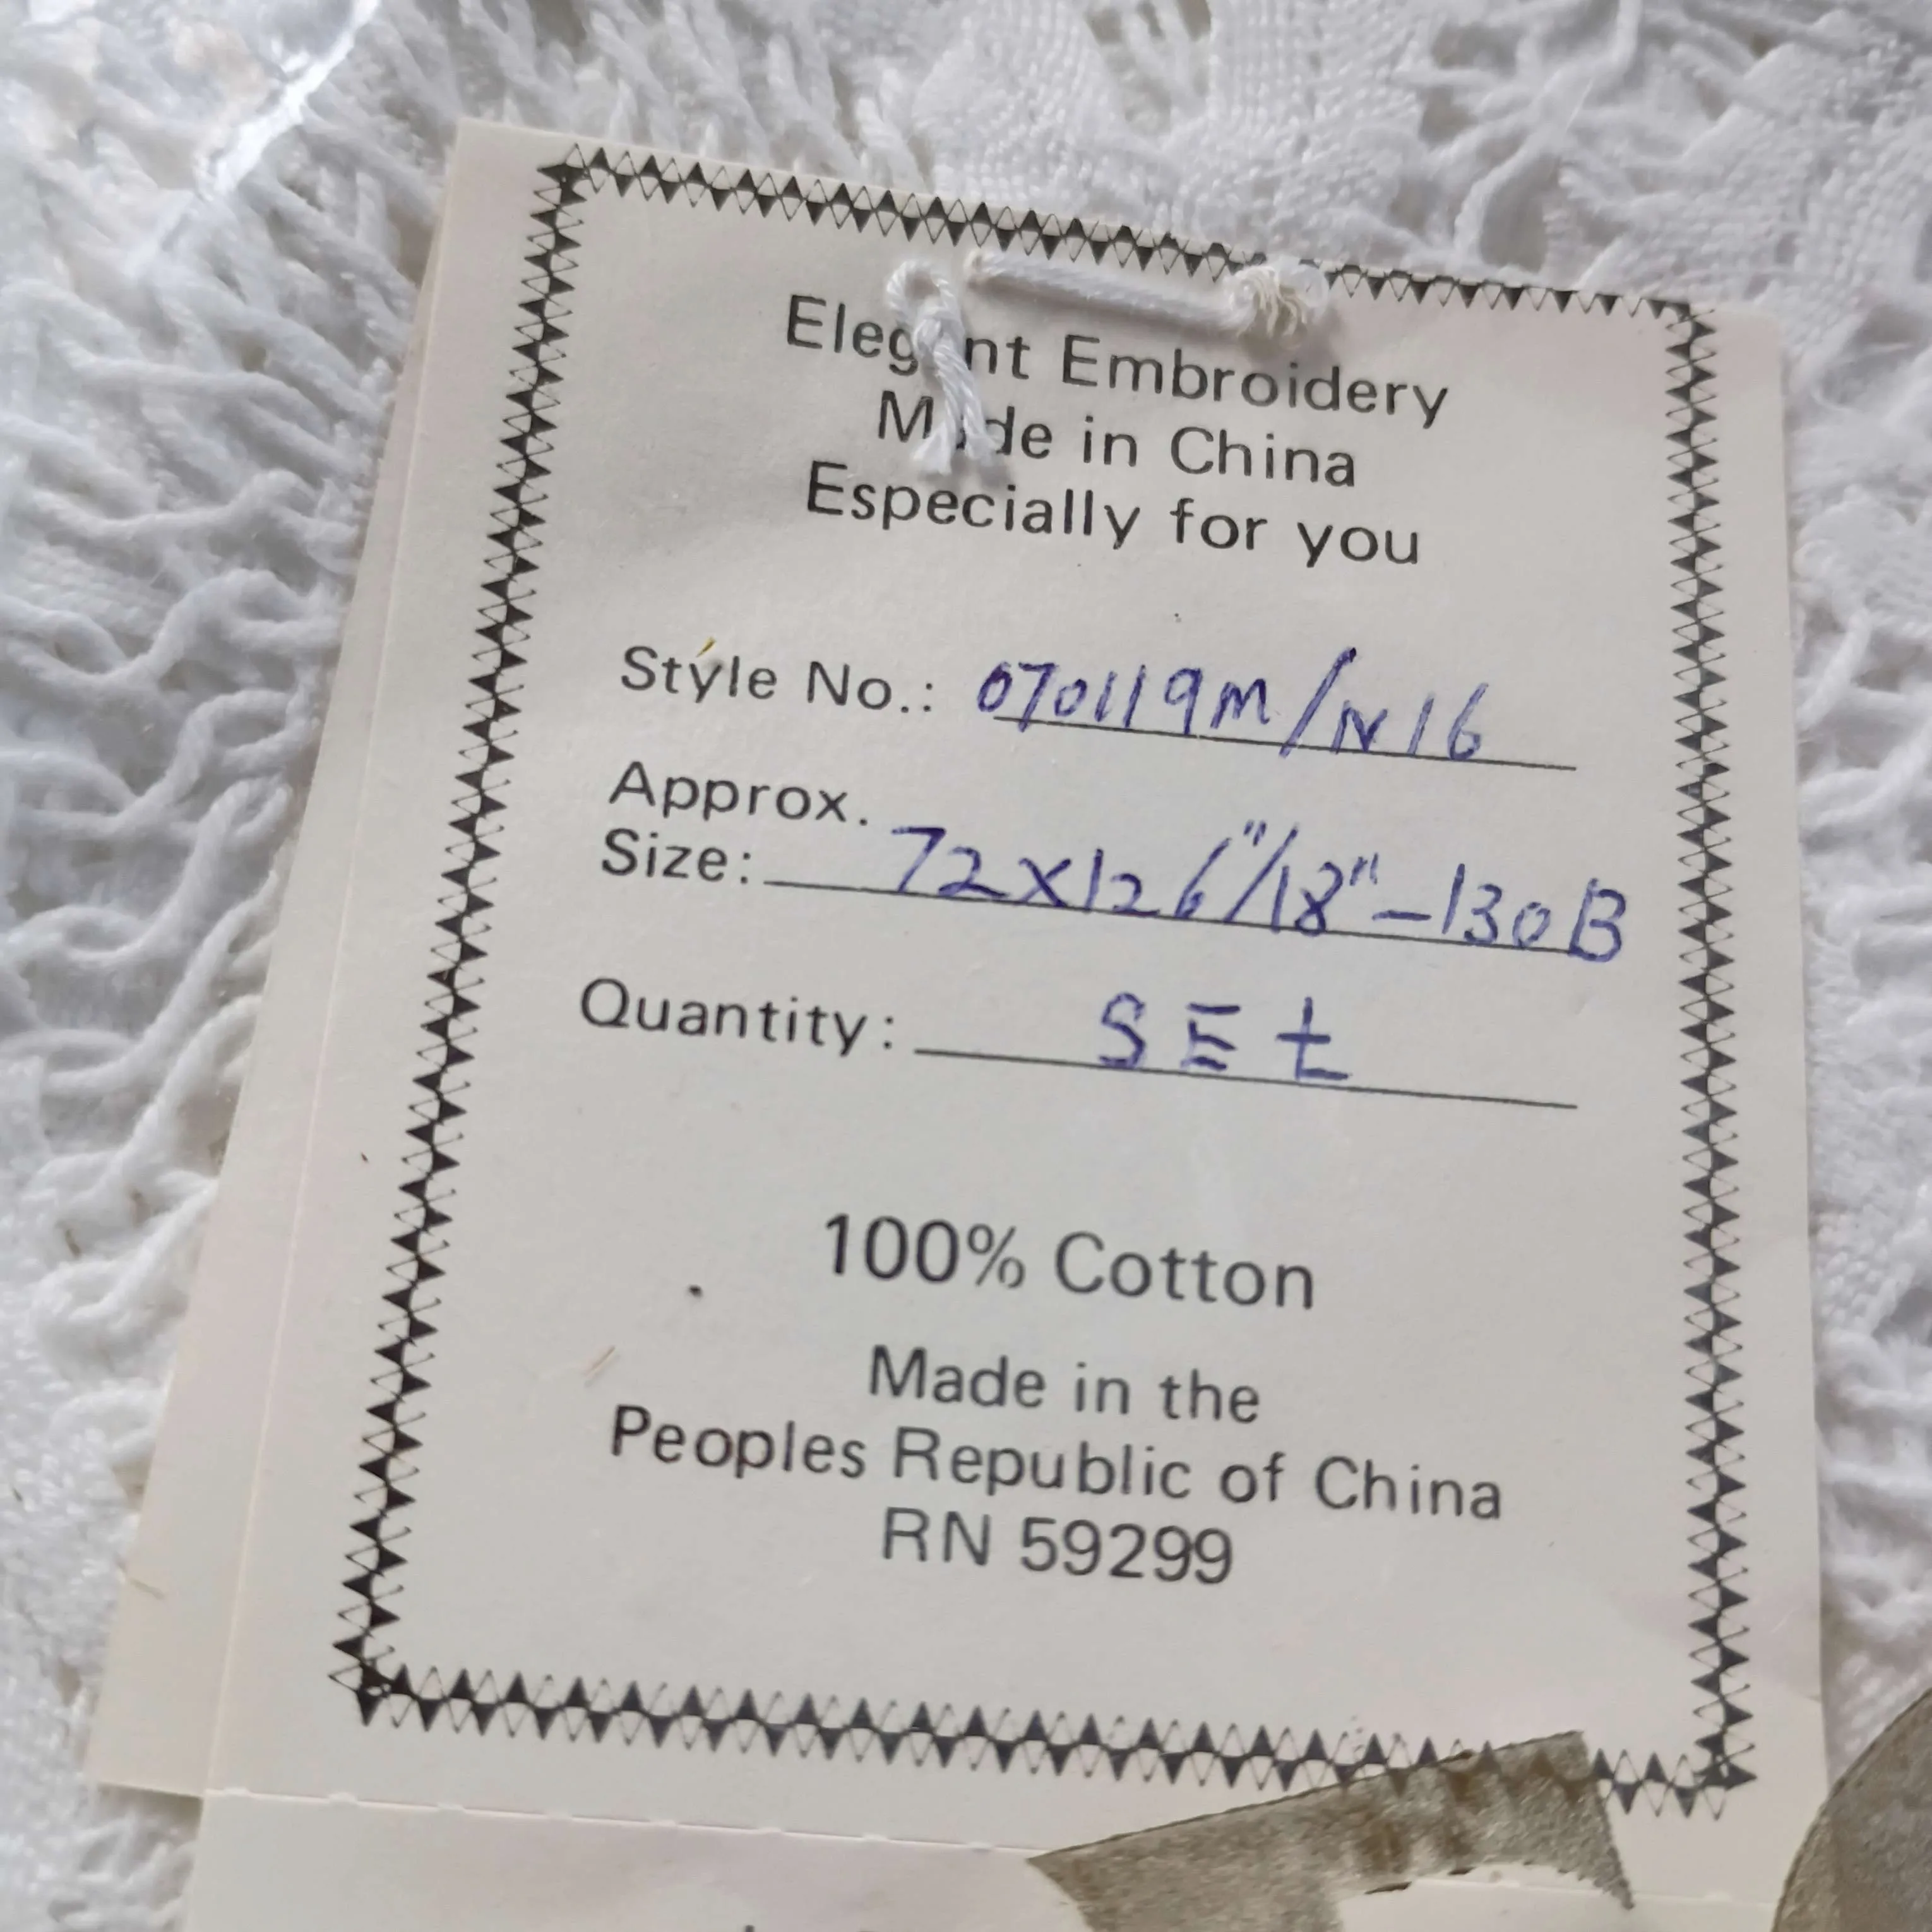 Elegant Embroidery
Made in China
Especially for you
Style No.: 070119M/N16
Approx.
Size: 72x126"/18"-130B
Quantity: SEt
100% Cotton
Made in the
Peoples Republic of China
RN 59299